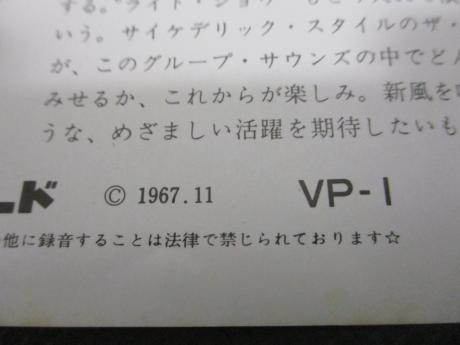 する。"ライト・ショウ
いう。サイケデリック・スタイルのザ・
が、このグループ・サウンズの中でどん
みせるか、これからが楽しみ。新風を
うな、めざましい活躍を期待したいも
ルド © 1967.11 VP-1
他に録音することは法律で禁じられております☆